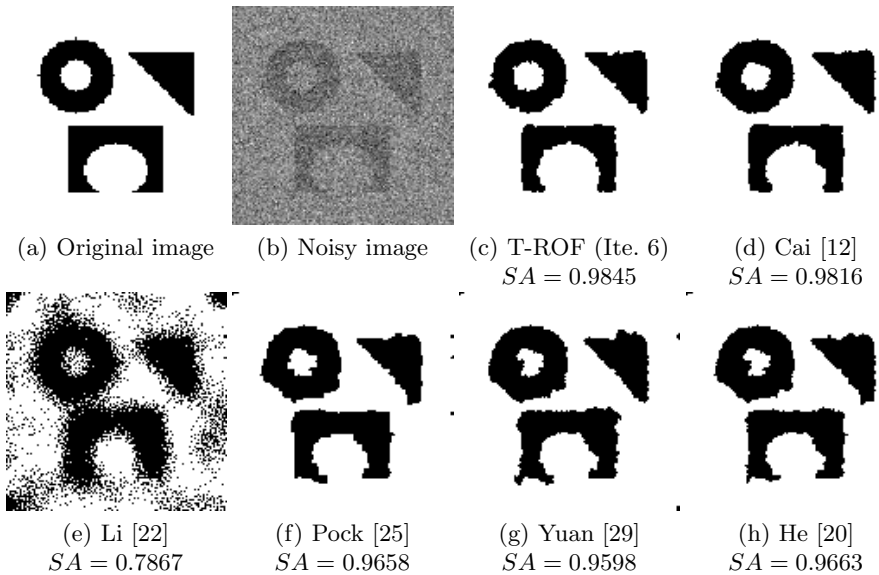 (a) Original image
(b) Noisy image
(c) T-ROF (Ite. 6)
SA = 0.9845
(d) Cai [12]
SA = 0.9816
(e) Li [22]
SA = 0.7867
(f) Pock [25]
SA = 0.9658
(g) Yuan [29]
SA = 0.9598
(h) He [20]
SA = 0.9663